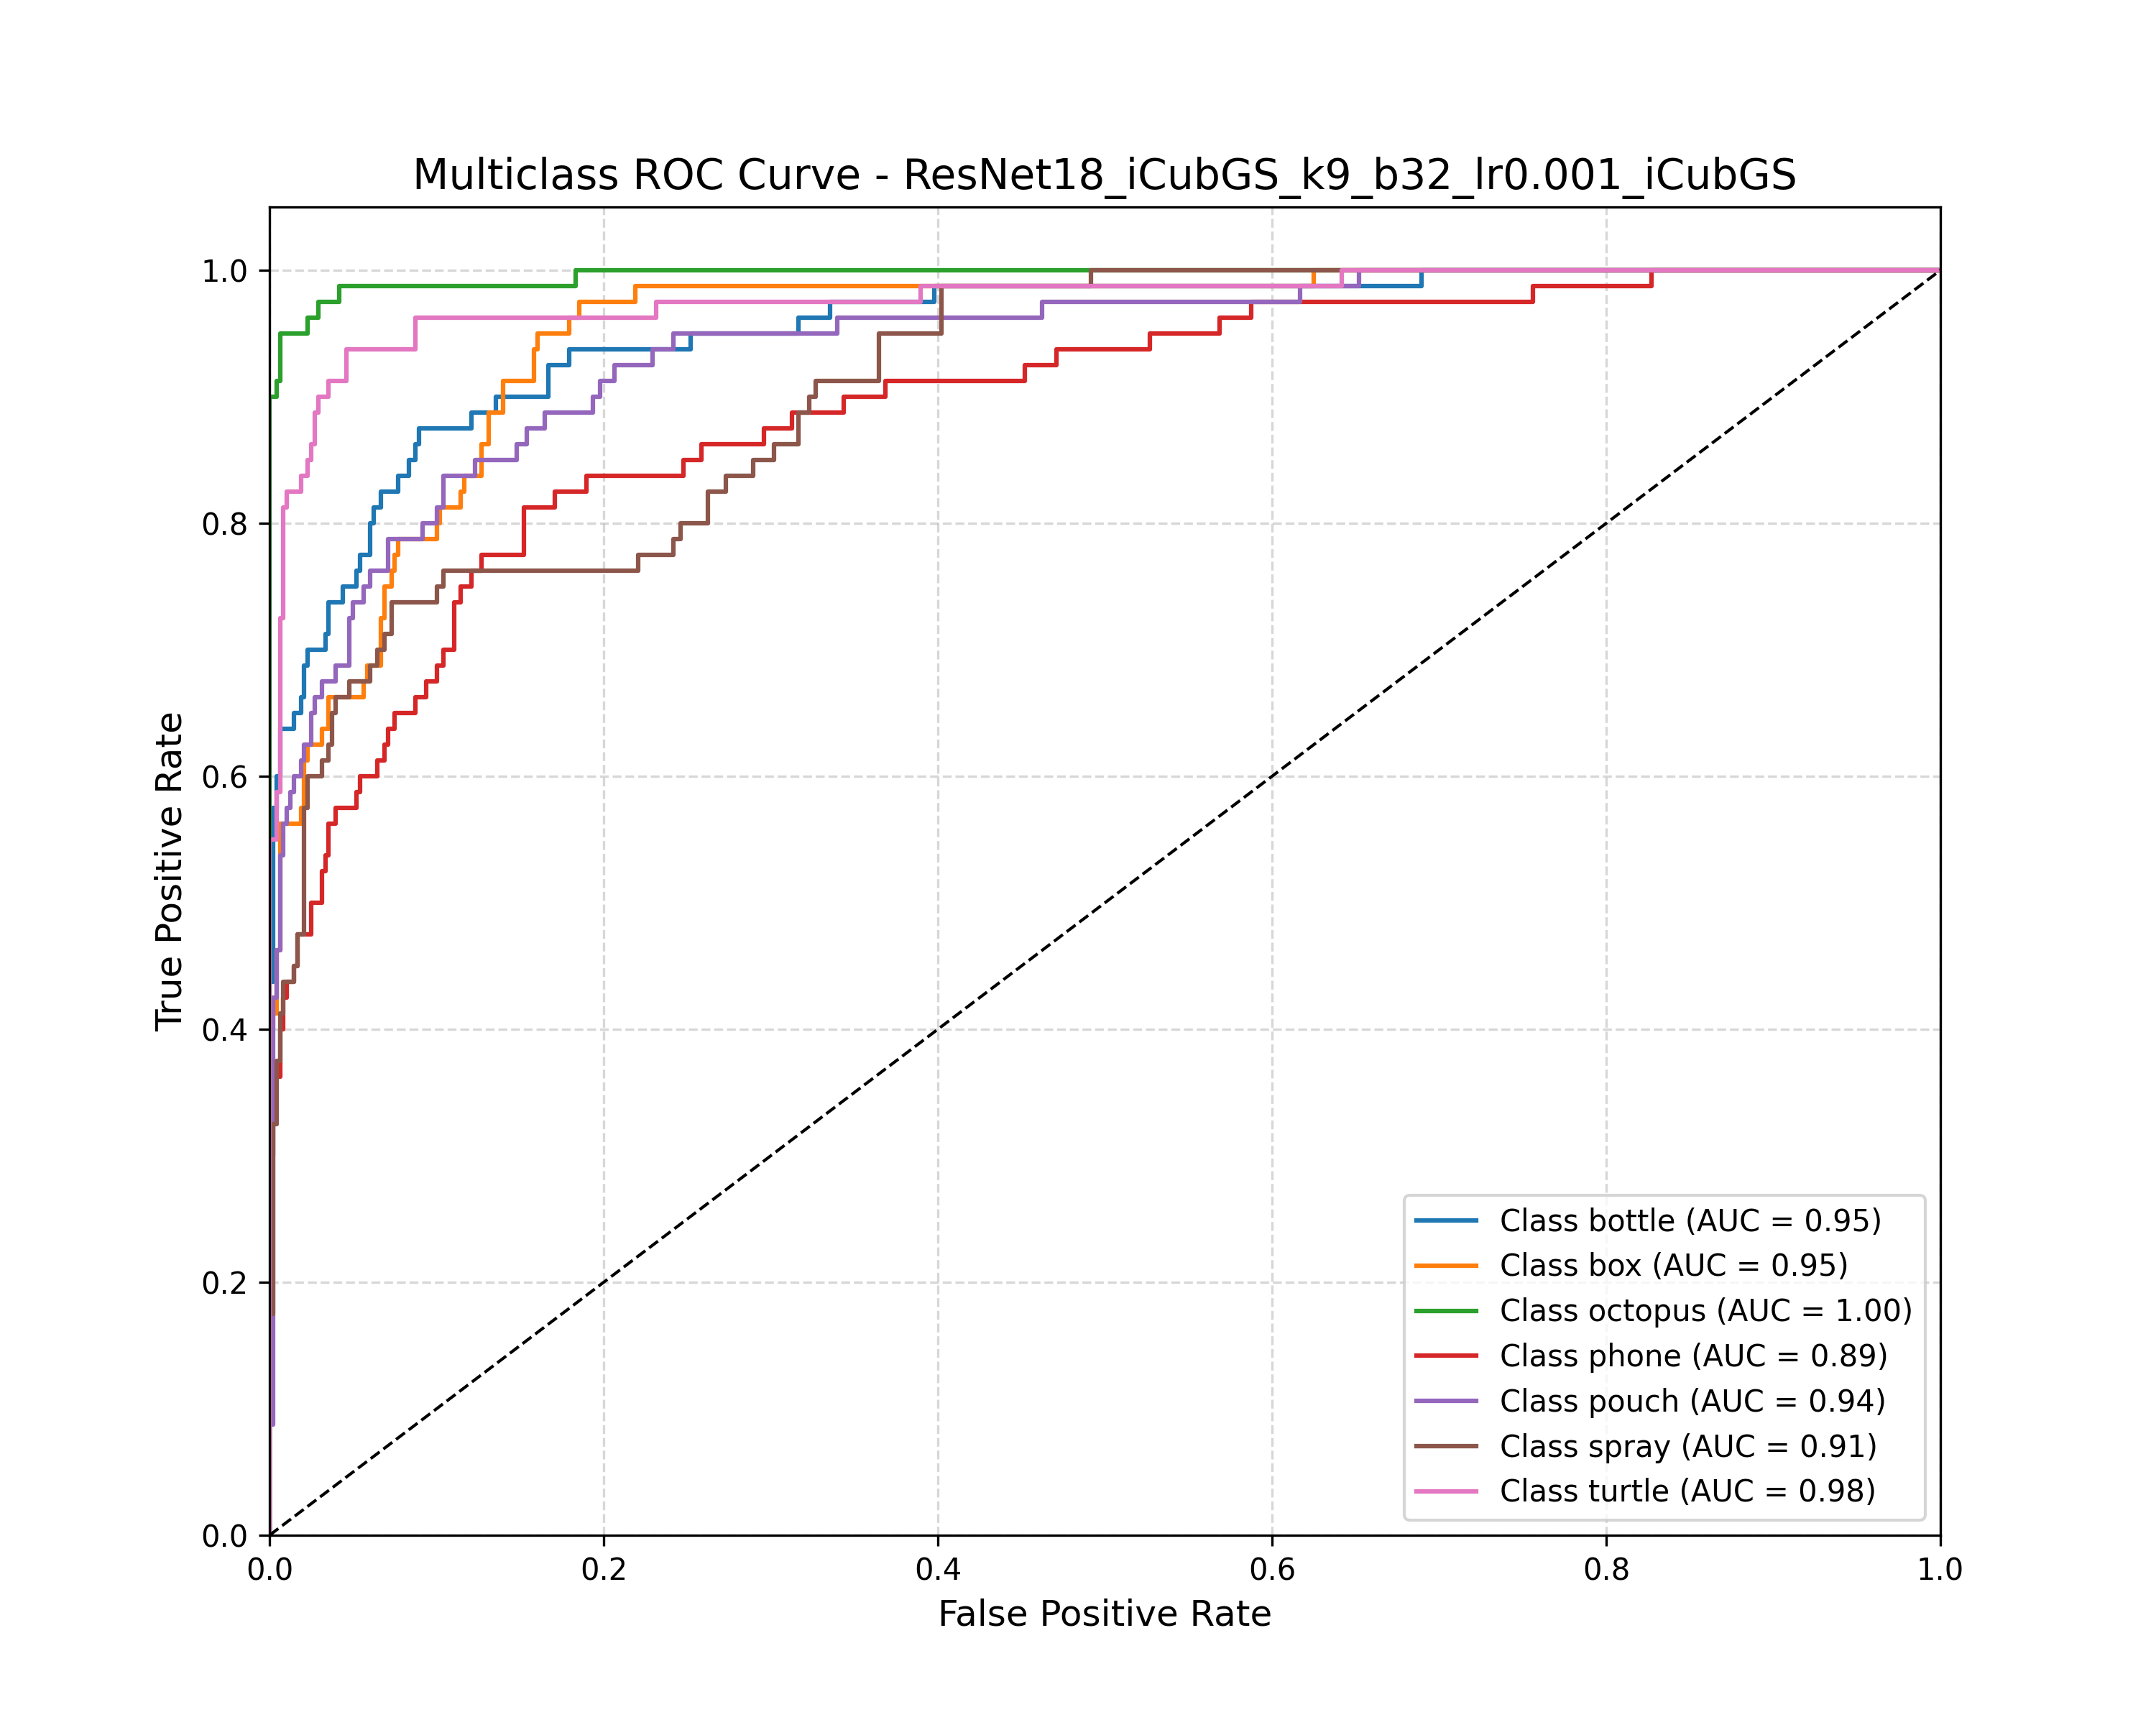 Multiclass ROC Curve - ResNet18_iCubGS_k9_b32_lr0.001_iCubGS
1.0
0.8
0.6
0.4
0.2
0.0
True Positive Rate
0.0 0.2 0.4 0.6 0.8 1.0
False Positive Rate
Class bottle (AUC = 0.95)
Class box (AUC = 0.95)
Class octopus (AUC = 1.00)
Class phone (AUC = 0.89)
Class pouch (AUC = 0.94)
Class spray (AUC = 0.91)
Class turtle (AUC = 0.98)